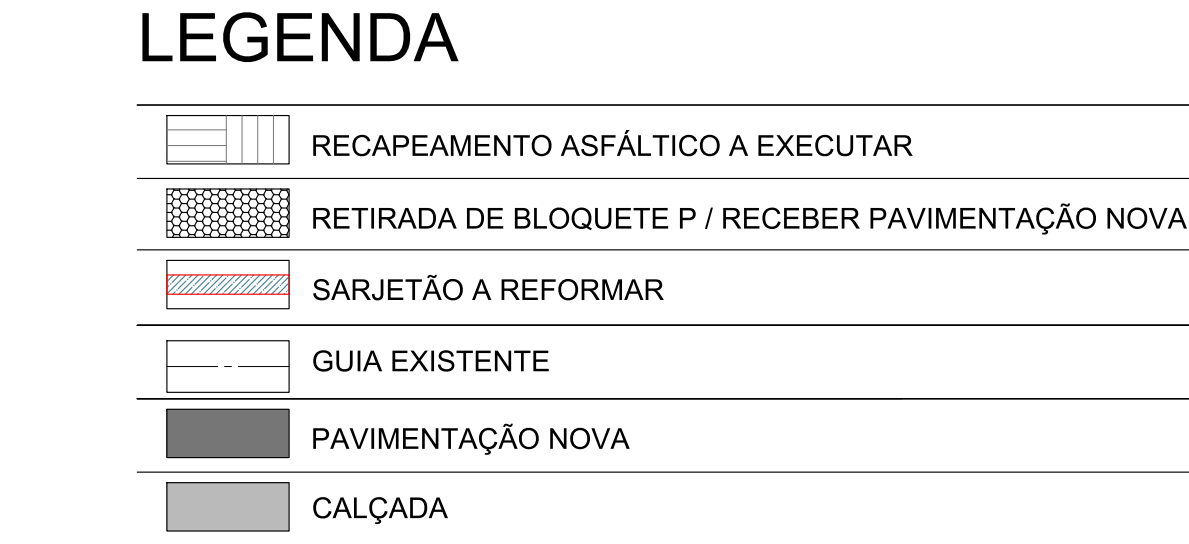 LEGENDA
RECAPEAMENTO ASFÁLTICO A EXECUTAR
RETIRADA DE BLOQUETE P / RECEBER PAVIMENTAÇÃO NOVA
SARJETÃO A REFORMAR
GUIA EXISTENTE
PAVIMENTAÇÃO NOVA
CALÇADA